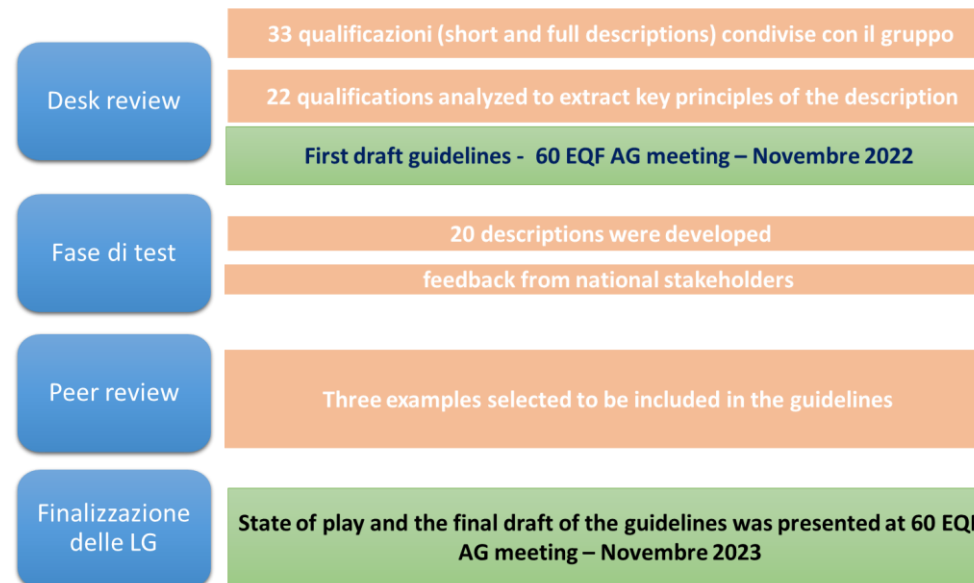 Desk review
33 qualificazioni (short and full descriptions) condivise con il gruppo
22 qualifications analyzed to extract key principles of the description
First draft guidelines - 60 EQF AG meeting – Novembre 2022
Fase di test
20 descriptions were developed
feedback from national stakeholders
Peer review
Three examples selected to be included in the guidelines
Finalizzazione
delle LG
State of play and the final draft of the guidelines was presented at 60 EQF
AG meeting – Novembre 2023